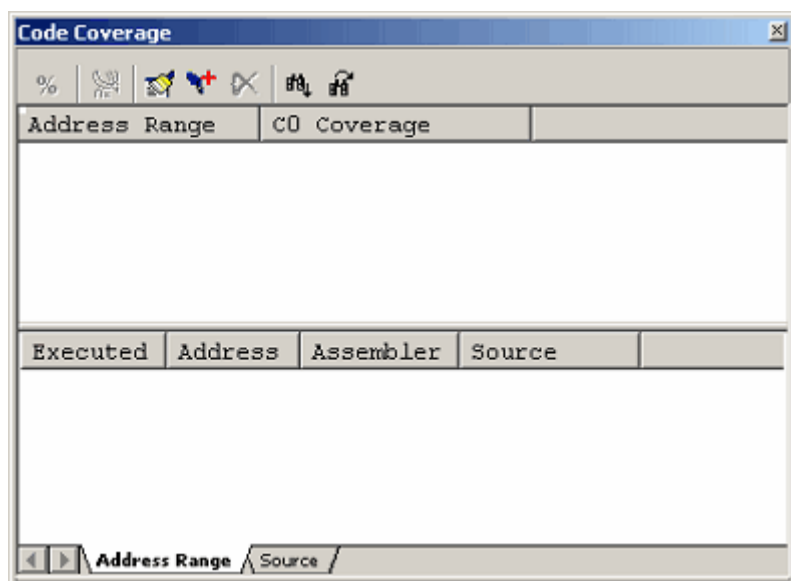 Code Coverage
%
Address Range C0 Coverage
Executed Address Assembler Source
Address Range Source